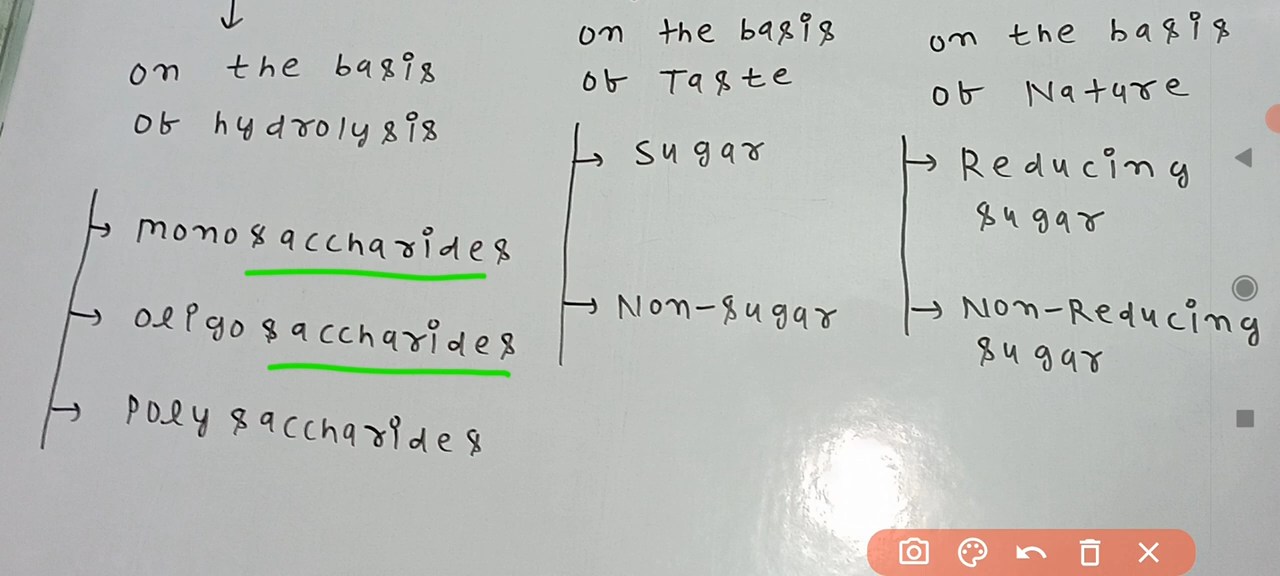 on the basis
of hydrolysis
monosaccharides
oligosaccharides
polysaccharides
on the basis
of Taste
sugar
Non-sugar
on the basis
of Nature
Reducing
sugar
Non-Reducing
sugar